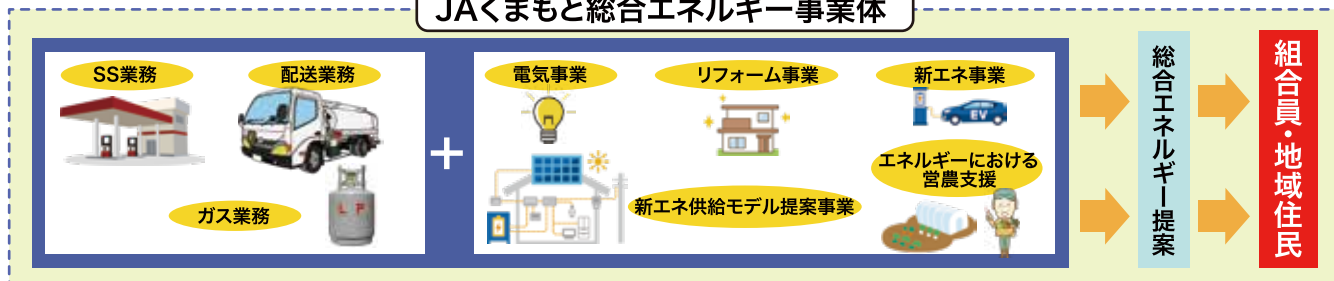 JAくまもと総合エネルギー事業体
SS業務
配送業務
ガス業務
LP
+
電気事業
リフォーム事業
新エネ事業
EV
エネルギーにおける
営農支援
新エネ供給モデル提案事業
総合エネルギー提案
組合員・地域住民